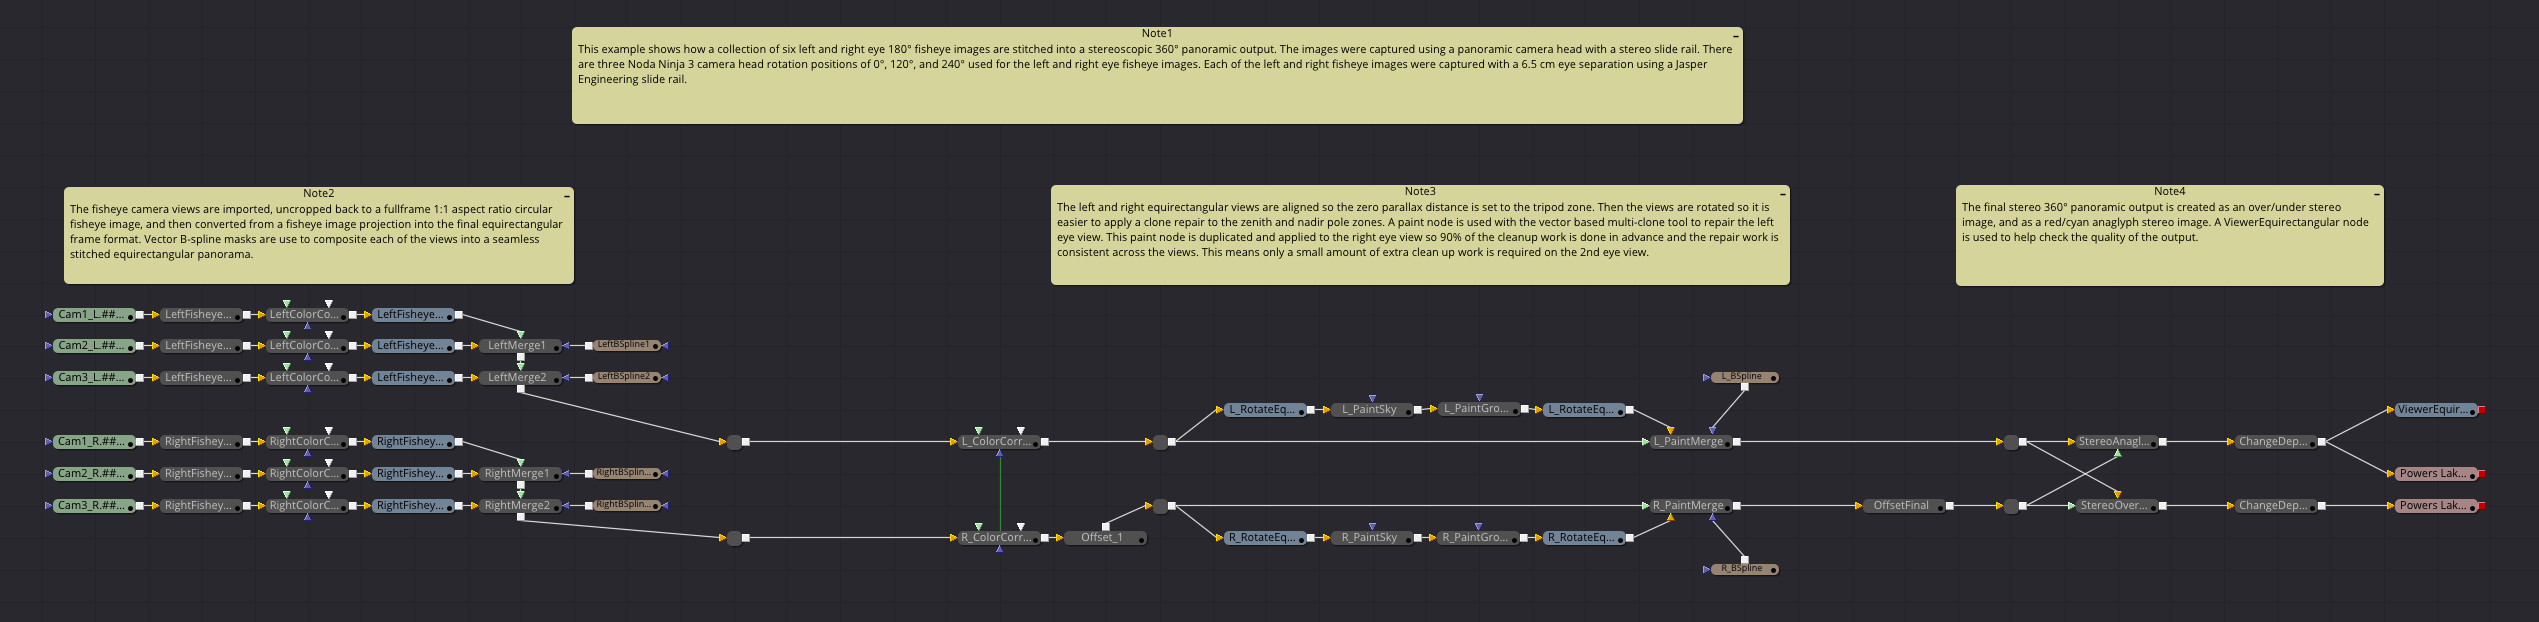 Note1
This example shows how a collection of six left and right eye 180° fisheye images are stitched into a stereoscopic 360° panoramic output. The images were captured using a panoramic camera head with a stereo slide rail. There
are three Noda Ninja 3 camera head rotation positions of 0°, 120°, and 240° used for the left and right eye fisheye images. Each of the left and right fisheye images were captured with a 6.5 cm eye separation using a Jasper
Engineering slide rail.
Note2
The fisheye camera views are imported, uncropped back to a fullframe 1:1 aspect ratio circular
fisheye image, and then converted from a fisheye image projection into the final equirectangular
frame format. Vector B-spline masks are use to composite each of the views into a seamless
stitched equirectangular panorama.
Note3
The left and right equirectangular views are aligned so the zero parallax distance is set to the tripod zone. Then the views are rotated so it is
easier to apply a clone repair to the zenith and nadir pole zones. A paint node is used with the vector based multi-clone tool to repair the left
eye view. This paint node is duplicated and applied to the right eye view so 90% of the cleanup work is done in advance and the repair work is
consistent across the views. This means only a small amount of extra clean up work is required on the 2nd eye view.
Note4
The final stereo 360° panoramic output is created as an over/under stereo
image, and as a red/cyan anaglyph stereo image. A ViewerEquirectangular node
is used to help check the quality of the output.
Cam1_L.##... LeftFisheye... LeftColorCo... LeftFisheye...
Cam2_L.##... LeftFisheye... LeftColorCo... LeftFisheye... LeftMerge1 LeftBSpline1
Cam3_L.##... LeftFisheye... LeftColorCo... LeftFisheye... LeftMerge2 LeftBSpline2
L_BSpline
L_RotateEq... L_PaintSky L_PaintGro... L_RotateEq... ViewerEquir...
Cam1_R.##... RightFishey... RightColorC... RightFishey... L_ColorCorr... L_PaintMerge StereoAnagl... ChangeDep...
Cam2_R.##... RightFishey... RightColorC... RightFishey... RightMerge1 RightBSplin... Powers Lak...
Cam3_R.##... RightFishey... RightColorC... RightFishey... RightMerge2 RightBSplin... R_PaintMerge OffsetFinal StereoOver... ChangeDep... Powers Lak...
R_ColorCorr... Offset_1 R_RotateEq... R_PaintSky R_PaintGro... R_RotateEq...
R_BSpline